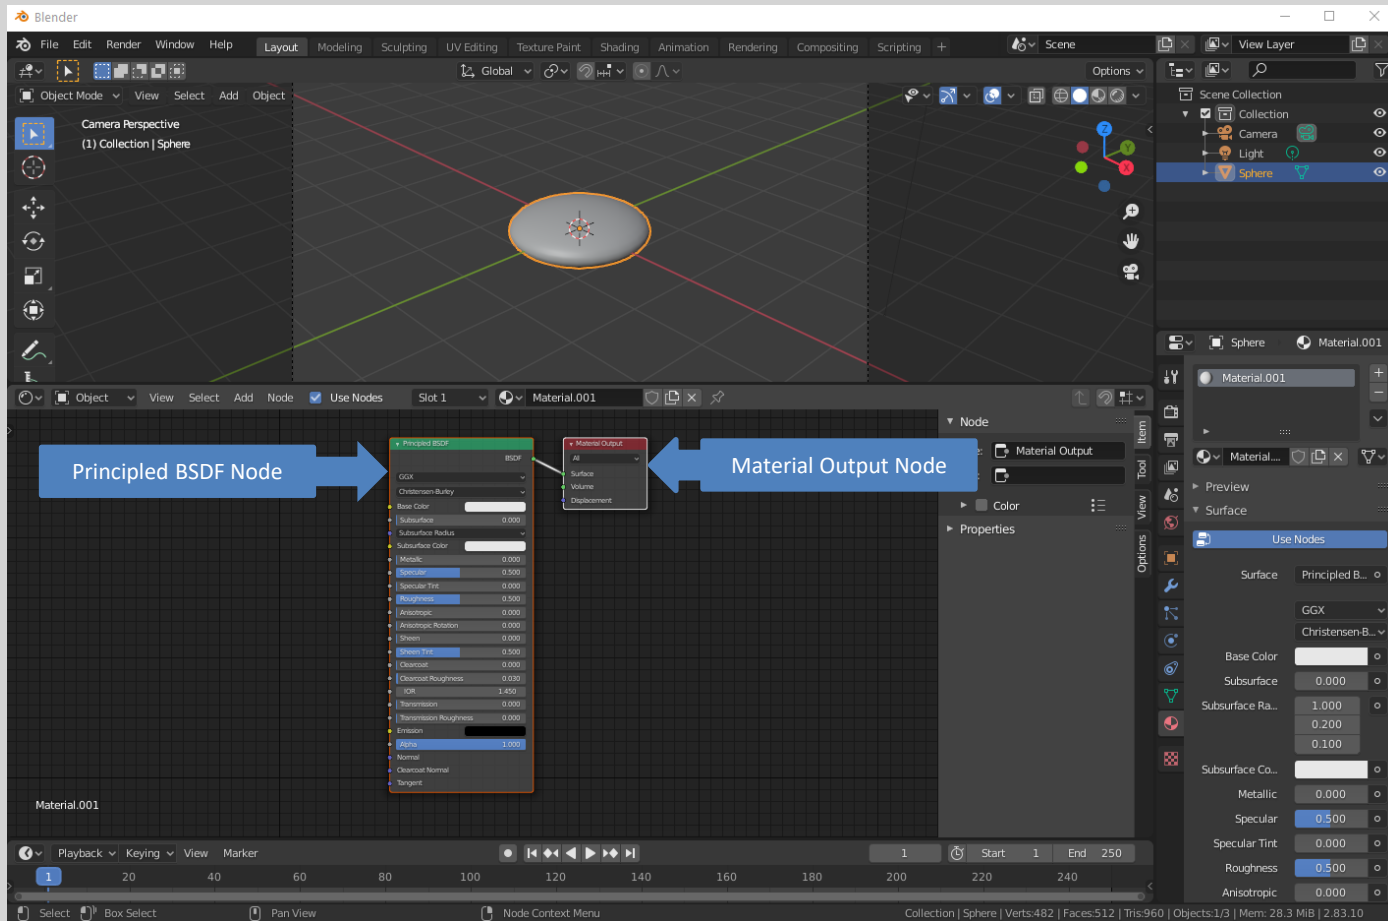 Blender
File Edit Render Window Help Layout Modeling Sculpting UV Editing Texture Paint Shading Animation Rendering Compositing Scripting + Scene View Layer
Global Options
Object Mode View Select Add Object
Camera Perspective
(1) Collection | Sphere
Z
Y
X
Scene Collection
Collection
Camera
Light
Sphere
Sphere Material.001
Material.001
Material....
Preview
Surface
Use Nodes
Surface Principled B...
GGX
Christensen-B...
Base Color
Subsurface 0.000
Subsurface Ra... 1.000
0.200
0.100
Subsurface Co...
Metallic 0.000
Specular 0.500
Specular Tint 0.000
Roughness 0.500
Anisotropic 0.000
Object View Select Add Node Use Nodes Slot 1 Material.001
Principled BSDF Node
Principled BSDF
BSDF
GGX
Christensen-Burley
Base Color
Subsurface 0.000
Subsurface Radius
Subsurface Color
Metallic 0.000
Specular 0.500
Specular Tint 0.000
Roughness 0.500
Anisotropic 0.000
Anisotropic Rotation 0.000
Sheen 0.000
Sheen Tint 0.500
Clearcoat 0.000
Clearcoat Roughness 0.030
IOR 1.450
Transmission 0.000
Transmission Roughness 0.000
Emission
Alpha 1.000
Normal
Clearcoat Normal
Tangent
Material Output
All
Surface
Volume
Displacement
Material Output Node
Node
Material Output
Color
Properties
Item
Tool
View
Options
Material.001
Playback Keying View Marker 1 Start 1 End 250
1 20 40 60 80 100 120 140 160 180 200 220 240
Select Box Select Pan View Node Context Menu Collection | Sphere | Verts:482 | Faces:512 | Tris:960 | Objects:1/3 | Mem: 28.3 MiB | 2.83.10